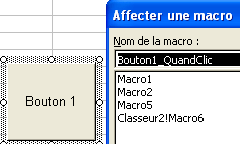 Affecter une macro
Nom de la macro :
Bouton1_QuandClic
Macro1
Macro2
Macro5
Classeur2!Macro6
Bouton 1